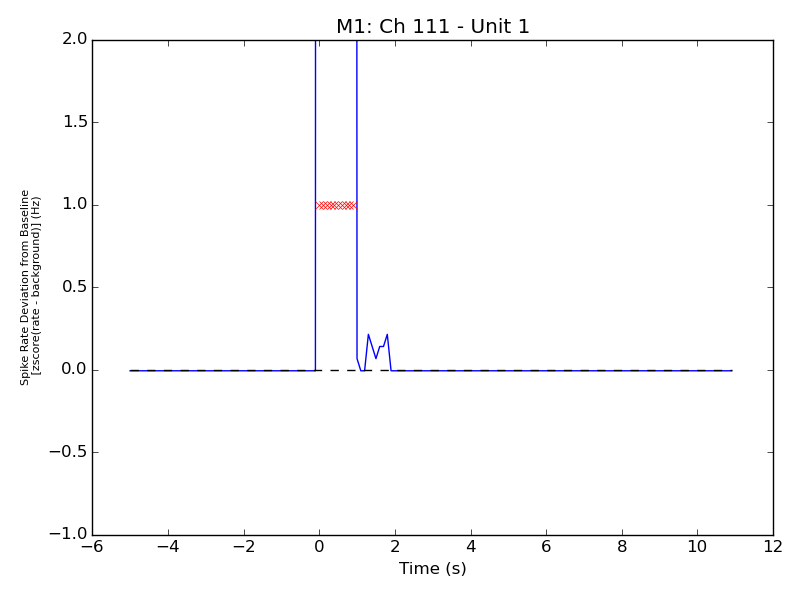 M1: Ch 111 - Unit 1
2.0
1.5
1.0
0.5
0.0
−0.5
−1.0
Spike Rate Deviation from Baseline
[zscore(rate - background)] (Hz)
−6 −4 −2 0 2 4 6 8 10 12
Time (s)